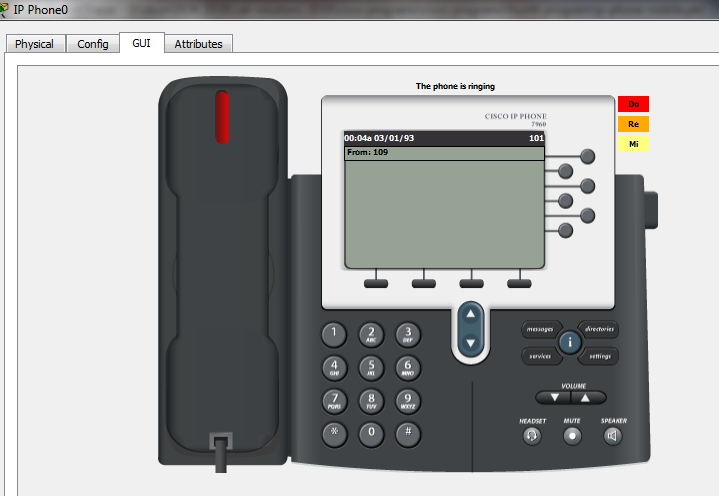 IP Phone0
Physical Config GUI Attributes
The phone is ringing
Do
Re
Mi
CISCO IP PHONE
7960
00:04a 03/01/93 101
From: 109
1 2 ABC 3 DEF
4 GHI 5 JKL 6 MNO
7 PQRS 8 TUV 9 WXYZ
* 0 #
messages directories
i
services settings
VOLUME
HEADSET MUTE SPEAKER